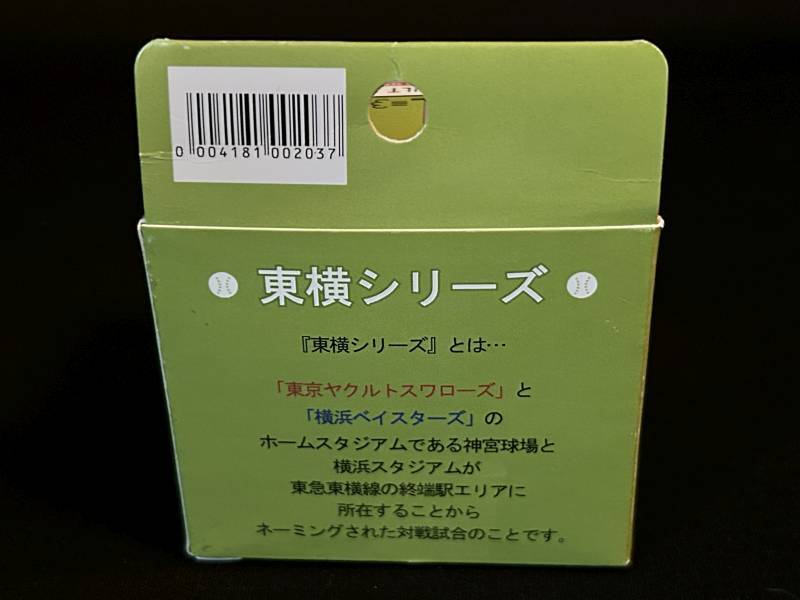 0 004181 002037
東横シリーズ
『東横シリーズ』とは…
「東京ヤクルトスワローズ」と
「横浜ベイスターズ」の
ホームスタジアムである神宮球場と
横浜スタジアムが
東急東横線の終端駅エリアに
所在することから
ネーミングされた対戦試合のことです。